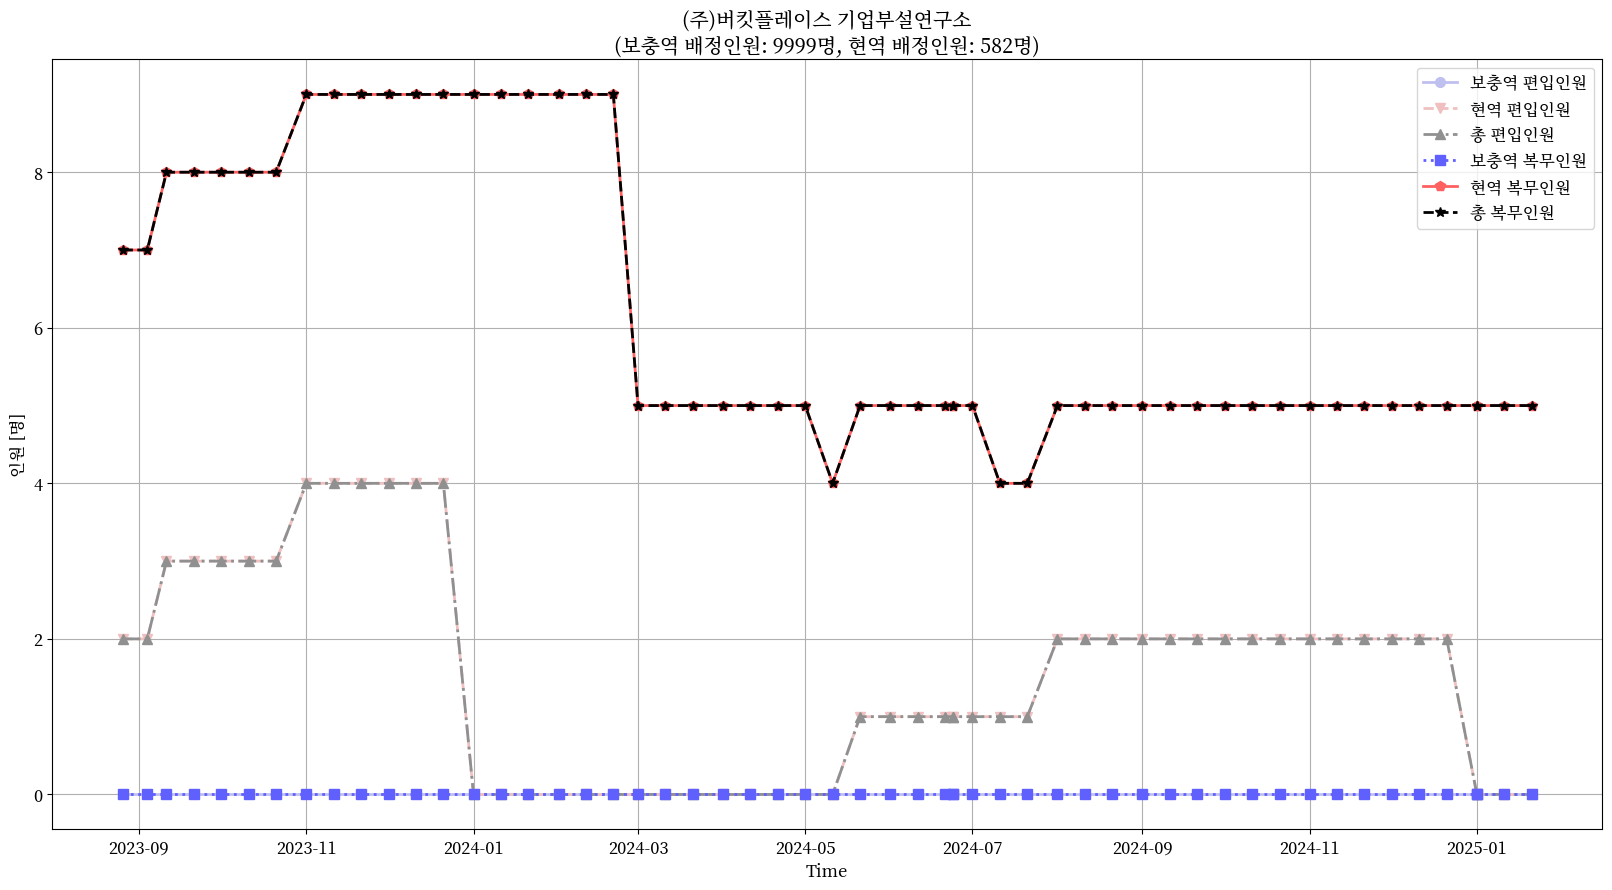 (주)버킷플레이스 기업부설연구소
(보충역 배정인원: 9999명, 현역 배정인원: 582명)
보충역 편입인원
현역 편입인원
총 편입인원
보충역 복무인원
현역 복무인원
총 복무인원
인원 [명]
8
6
4
2
0
2023-09
2023-11
2024-01
2024-03
2024-05
2024-07
2024-09
2024-11
2025-01
Time